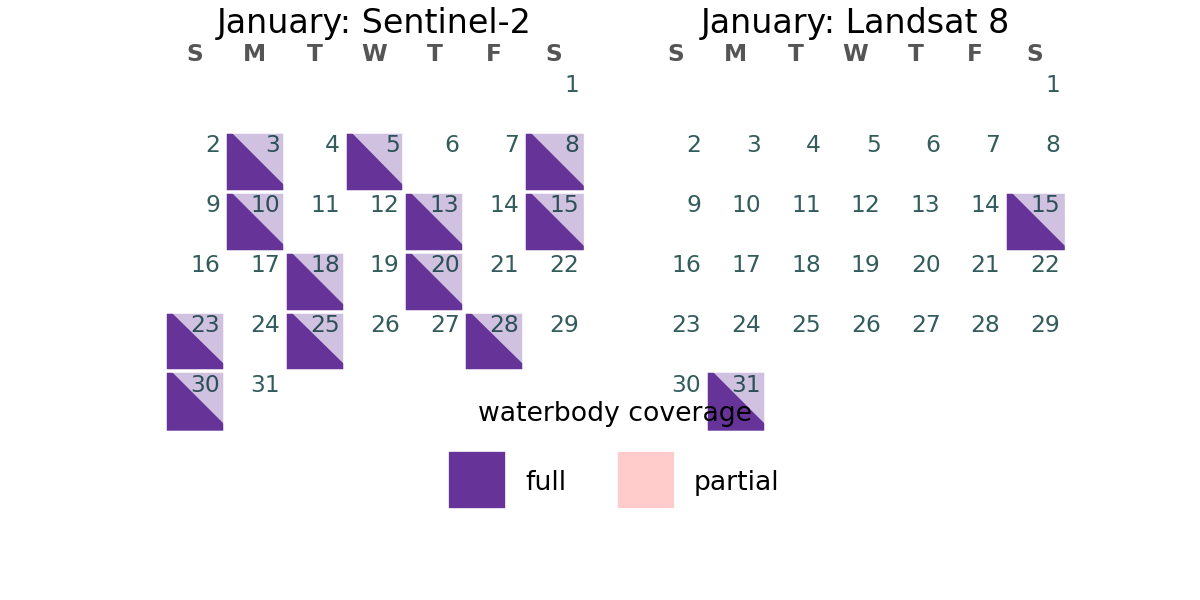 January: Sentinel-2
S M T W T F S
1
2 3 4 5 6 7 8
9 10 11 12 13 14 15
16 17 18 19 20 21 22
23 24 25 26 27 28 29
30 31
January: Landsat 8
S M T W T F S
1
2 3 4 5 6 7 8
9 10 11 12 13 14 15
16 17 18 19 20 21 22
23 24 25 26 27 28 29
30 31
waterbody coverage
full partial